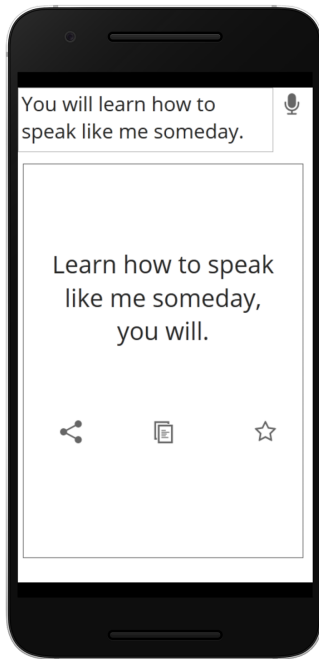 You will learn how to
speak like me someday.
Learn how to speak
like me someday,
you will.